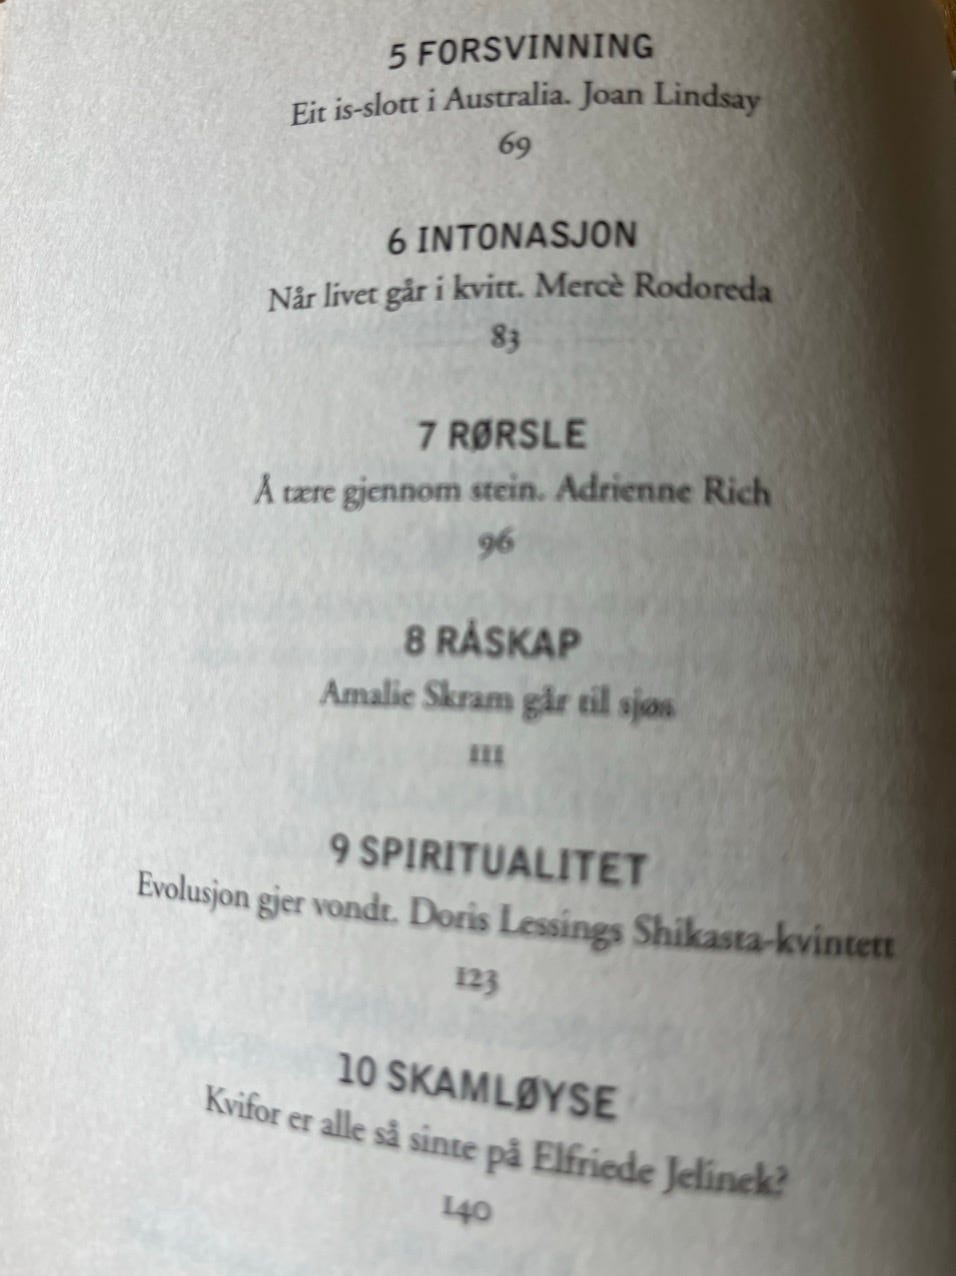 5 FORSVINNING
Eit is-slott i Australia. Joan Lindsay
69
6 INTONASJON
Når livet går i kvitt. Mercè Rodoreda
83
7 RØRSLE
Å tære gjennom stein. Adrienne Rich
96
8 RÅSKAP
Amalie Skram går til sjøs
111
9 SPIRITUALITET
Evolusjon gjer vondt. Doris Lessings Shikasta-kvintett
123
10 SKAMLØYSE
Kvifor er alle så sinte på Elfriede Jelinek?
140